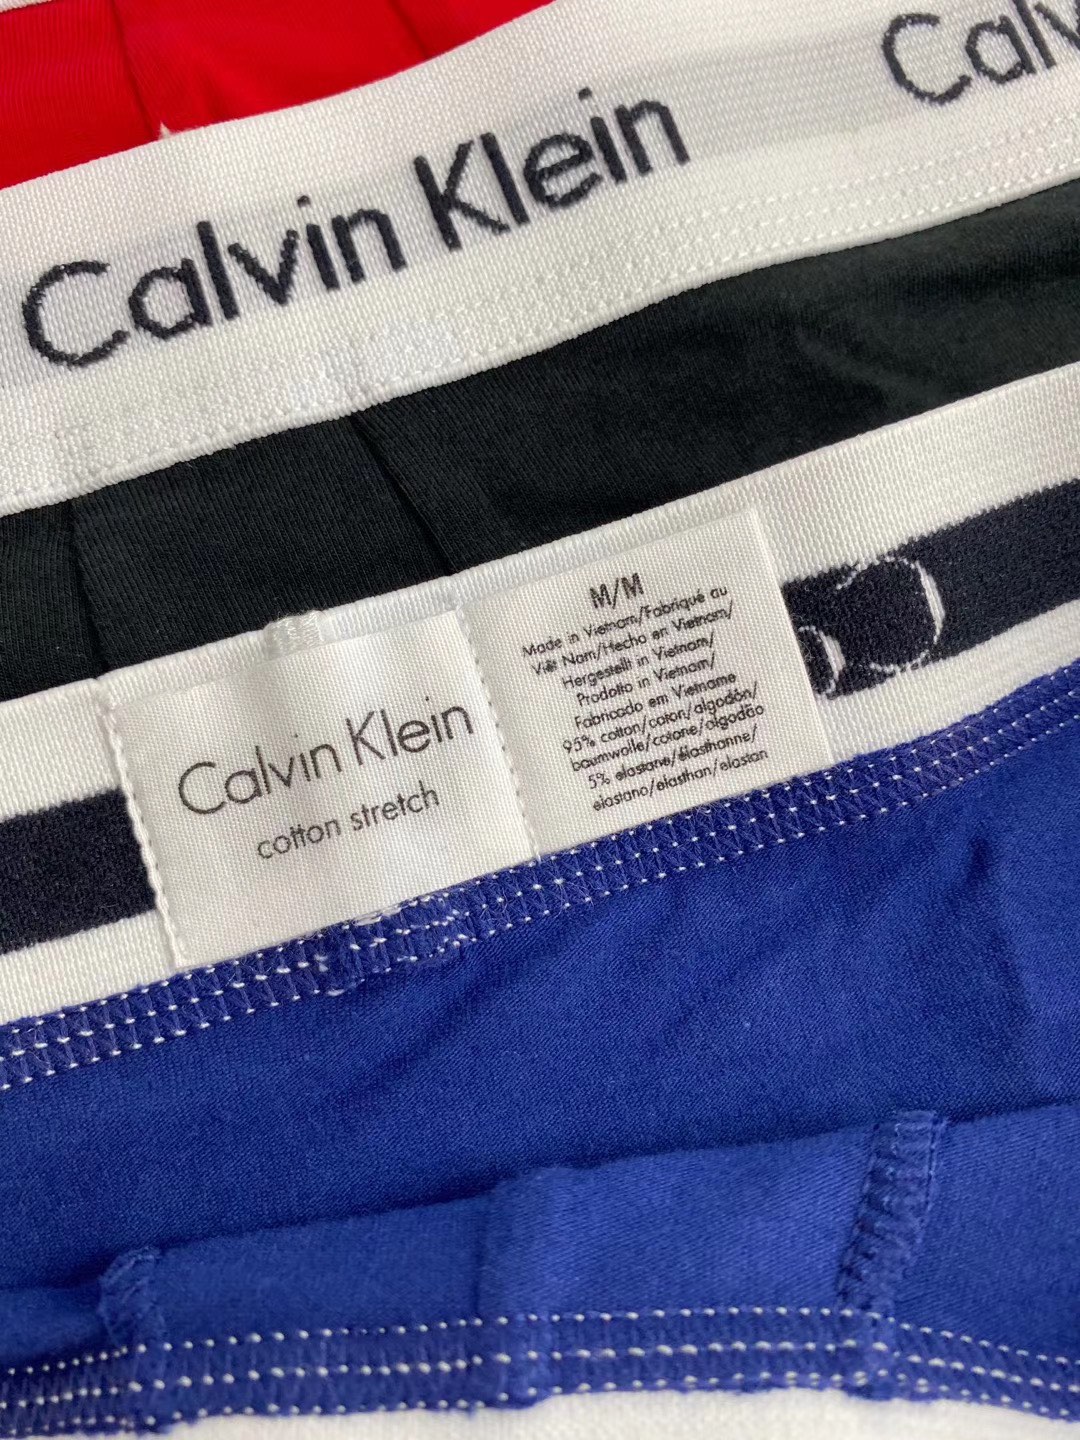 Calvin Klein
Calv
Calvin Klein
cotton stretch
M/M
Made in Vietnam/Fabriqué au
Việt Nam/Hecho en Vietnam/
Hergestellt in Vietnam/
Prodotto in Vietnam/
Fabricado em Vietname
95% cotton/coton/algodón/
baumwolle/cotone/algodão
5% elastane/élasthanne/
elastano/elasthan/elastan